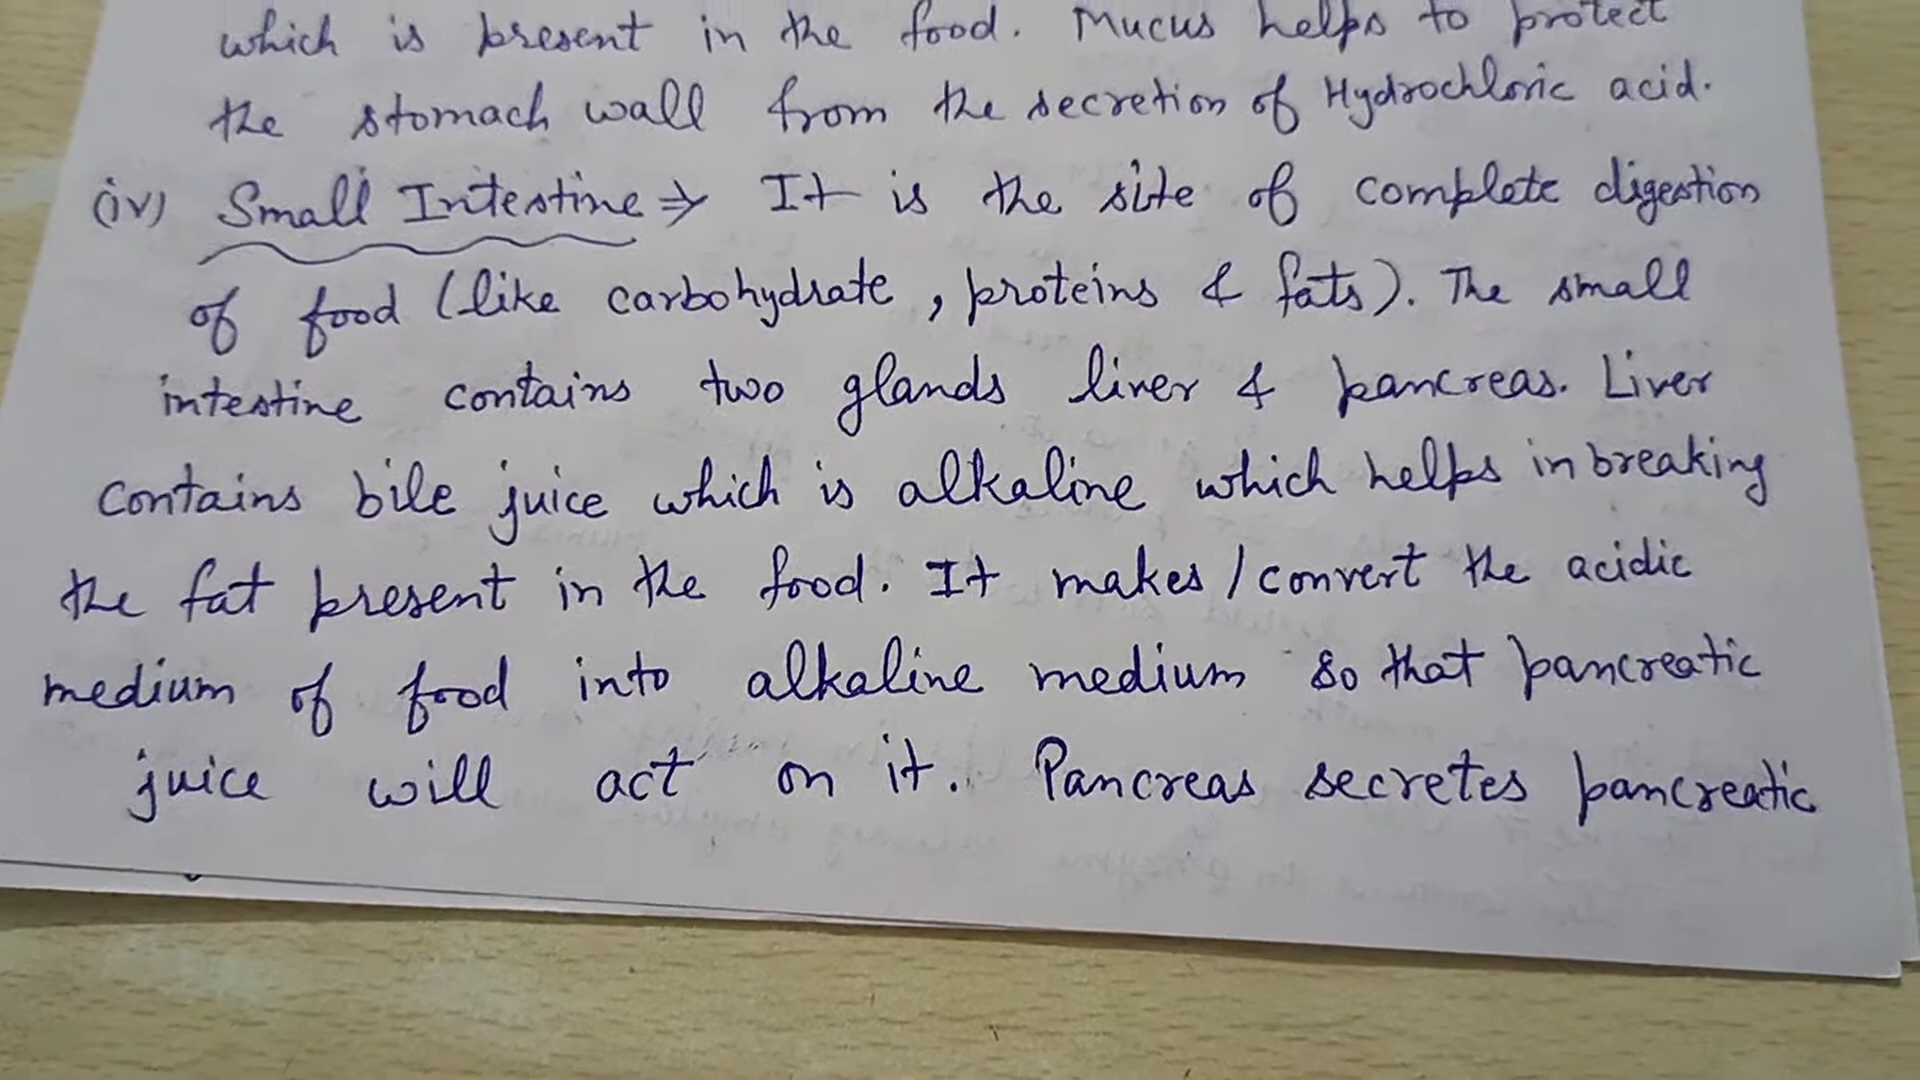 which is present in the food. Mucus helps to protect
the stomach wall from the secretion of Hydrochloric acid.
(iv) Small Intestine ⇒ It is the site of complete digestion
of food (like carbohydrate, proteins & fats). The small
intestine contains two glands liver & pancreas. Liver
contains bile juice which is alkaline which helps in breaking
the fat present in the food. It makes/convert the acidic
medium of food into alkaline medium so that pancreatic
juice will act on it. Pancreas secretes pancreatic